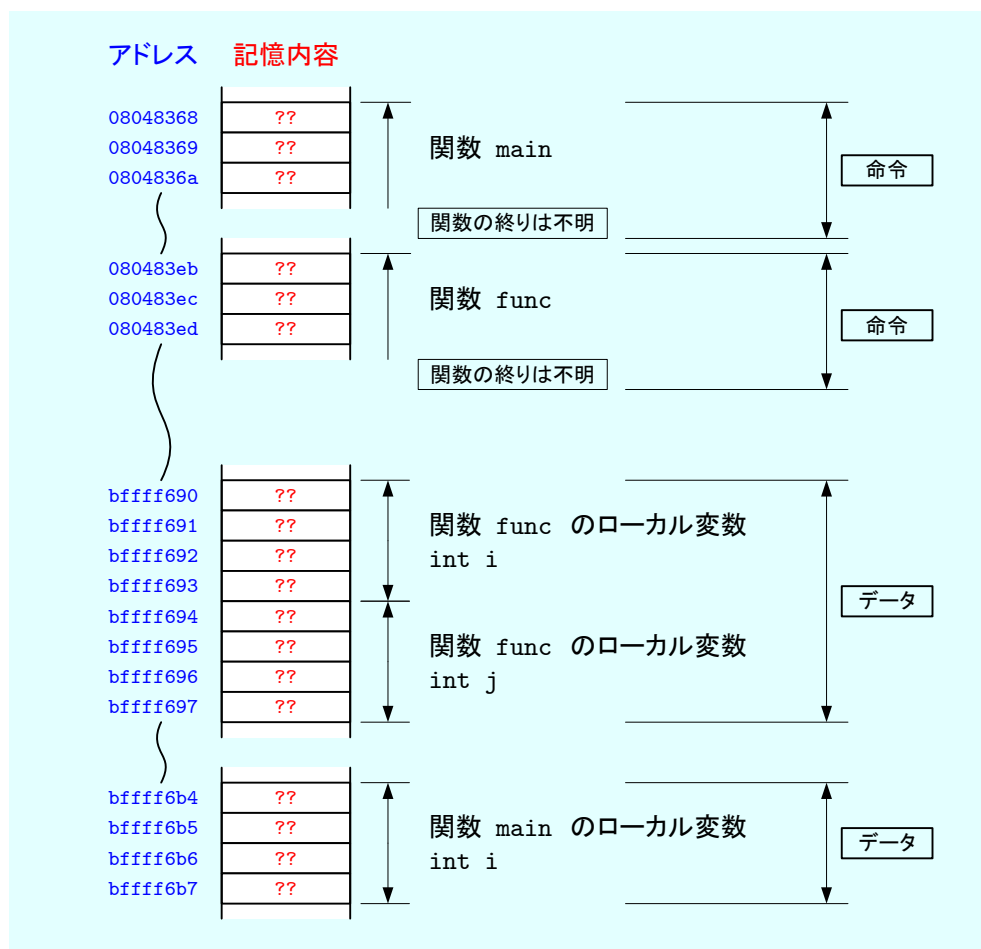 アドレス 記憶内容
08048368 ??
関数 main
08048369 ??
0804836a ??
命令
関数の終りは不明
080483eb ??
関数 func
080483ec ??
080483ed ??
命令
関数の終りは不明
bffff690 ??
bffff691 ??
関数 func のローカル変数
bffff692 ??
int i
bffff693 ??
データ
bffff694 ??
bffff695 ??
関数 func のローカル変数
bffff696 ??
int j
bffff697 ??
bffff6b4 ??
bffff6b5 ??
関数 main のローカル変数
bffff6b6 ??
int i
データ
bffff6b7 ??